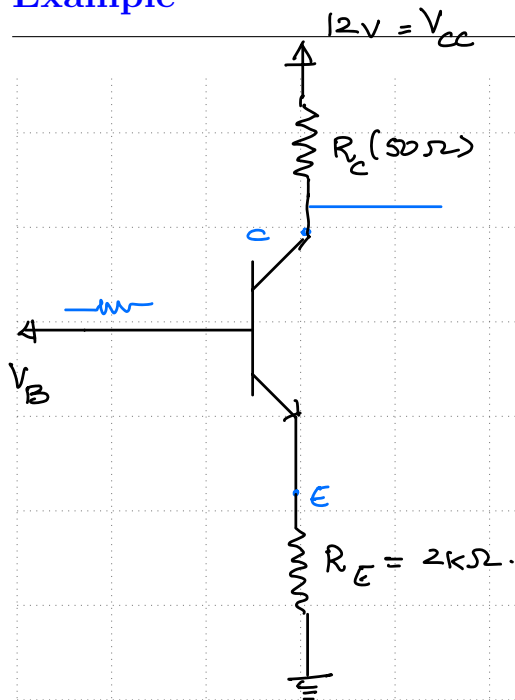 Example
12V = V_CC
R_C (50Ω)
C
V_B
E
R_E = 2KΩ.